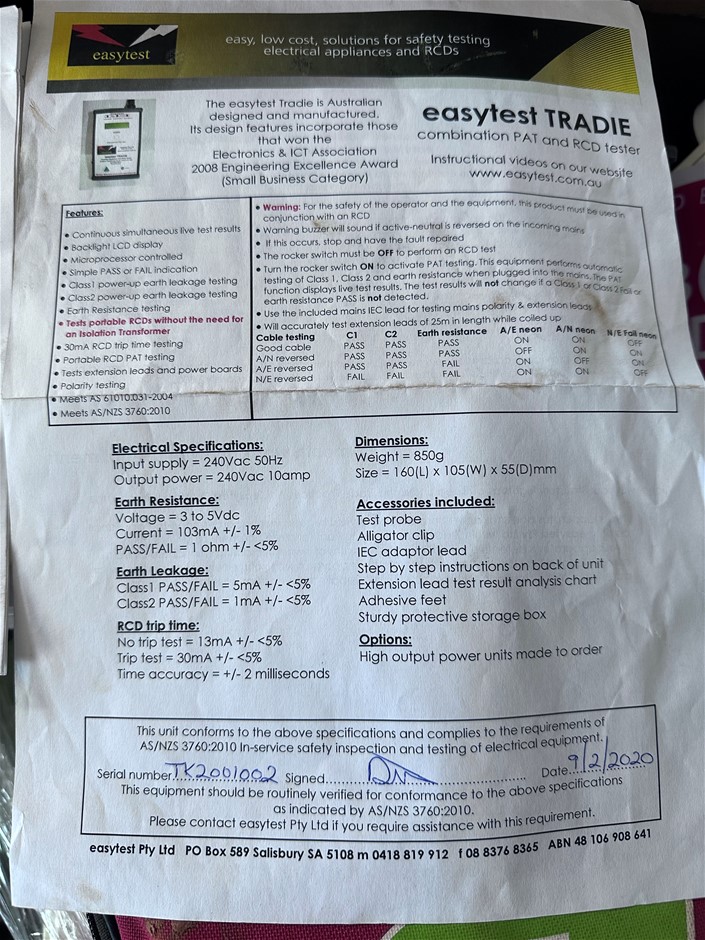 easytest
easy, low cost, solutions for safety testing
electrical appliances and RCDs
The easytest Tradie is Australian
designed and manufactured.
Its design features incorporate those
that won the
Electronics & ICT Association
2008 Engineering Excellence Award
(Small Business Category)
easytest TRADIE
combination PAT and RCD tester
Instructional videos on our website
www.easytest.com.au
Features:
• Continuous simultaneous live test results
• Backlight LCD display
• Microprocessor controlled
• Simple PASS or FAIL indication
• Class1 power-up earth leakage testing
• Class2 power-up earth leakage testing
• Earth Resistance testing
• Tests portable RCDs without the need for
an Isolation Transformer
• 30mA RCD trip time testing
• Portable RCD PAT testing
• Tests extension leads and power boards
• Polarity testing
• Meets AS 61010.031-2004
• Meets AS/NZS 3760:2010
• Warning: For the safety of the operator and the equipment, this product must be used in
conjunction with an RCD
• Warning buzzer will sound if active-neutral is reversed on the incoming mains
• If this occurs, stop and have the fault repaired
• The rocker switch must be OFF to perform an RCD test
• Turn the rocker switch ON to activate PAT testing. This equipment performs automatic
testing of Class 1, Class 2 and earth resistance when plugged into the mains. The PAT
function displays live test results. The test results will not change if a Class 1 or Class 2 Fail or
earth resistance PASS is not detected.
• Use the included mains IEC lead for testing mains polarity & extension leads
• Will accurately test extension leads of 25m in length while coiled up
Cable testing C1 C2 Earth resistance A/E neon A/N neon N/E Fail neon
Good cable PASS PASS PASS ON ON OFF
A/N reversed PASS PASS PASS OFF ON ON
A/E reversed PASS PASS FAIL ON OFF ON
N/E reversed FAIL FAIL FAIL ON ON OFF
Electrical Specifications:
Input supply = 240Vac 50Hz
Output power = 240Vac 10amp
Earth Resistance:
Voltage = 3 to 5Vdc
Current = 103mA +/- 1%
PASS/FAIL = 1 ohm +/- <5%
Earth Leakage:
Class1 PASS/FAIL = 5mA +/- <5%
Class2 PASS/FAIL = 1mA +/- <5%
RCD trip time:
No trip test = 13mA +/- <5%
Trip test = 30mA +/- <5%
Time accuracy = +/- 2 milliseconds
Dimensions:
Weight = 850g
Size = 160(L) x 105(W) x 55(D)mm
Accessories included:
Test probe
Alligator clip
IEC adaptor lead
Step by step instructions on back of unit
Extension lead test result analysis chart
Adhesive feet
Sturdy protective storage box
Options:
High output power units made to order
This unit conforms to the above specifications and complies to the requirements of
AS/NZS 3760:2010 In-service safety inspection and testing of electrical equipment.
Serial number TK2001002 Signed.................. Date 9/2/2020
This equipment should be routinely verified for conformance to the above specifications
as indicated by AS/NZS 3760:2010.
Please contact easytest Pty Ltd if you require assistance with this requirement.
easytest Pty Ltd PO Box 589 Salisbury SA 5108 m 0418 819 912 f 08 8376 8365 ABN 48 106 908 641